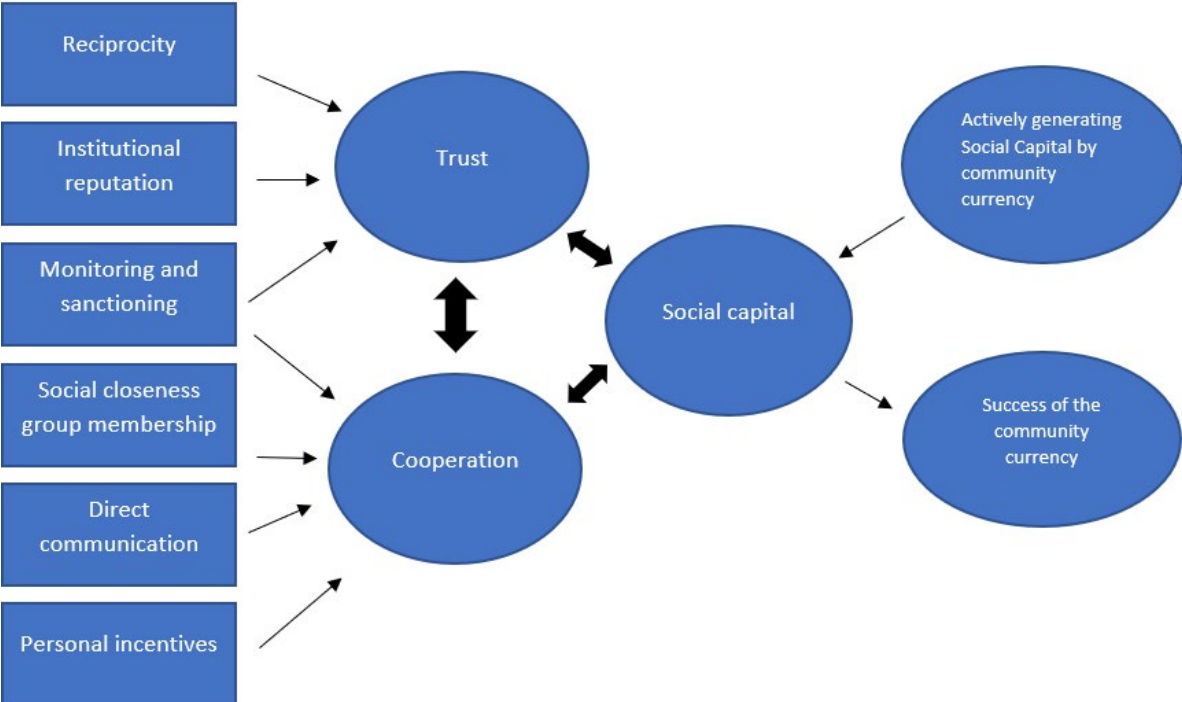 Reciprocity
Institutional
reputation
Monitoring and
sanctioning
Social closeness
group membership
Direct
communication
Personal incentives
Trust
Cooperation
Social capital
Actively generating
Social Capital by
community
currency
Success of the
community
currency